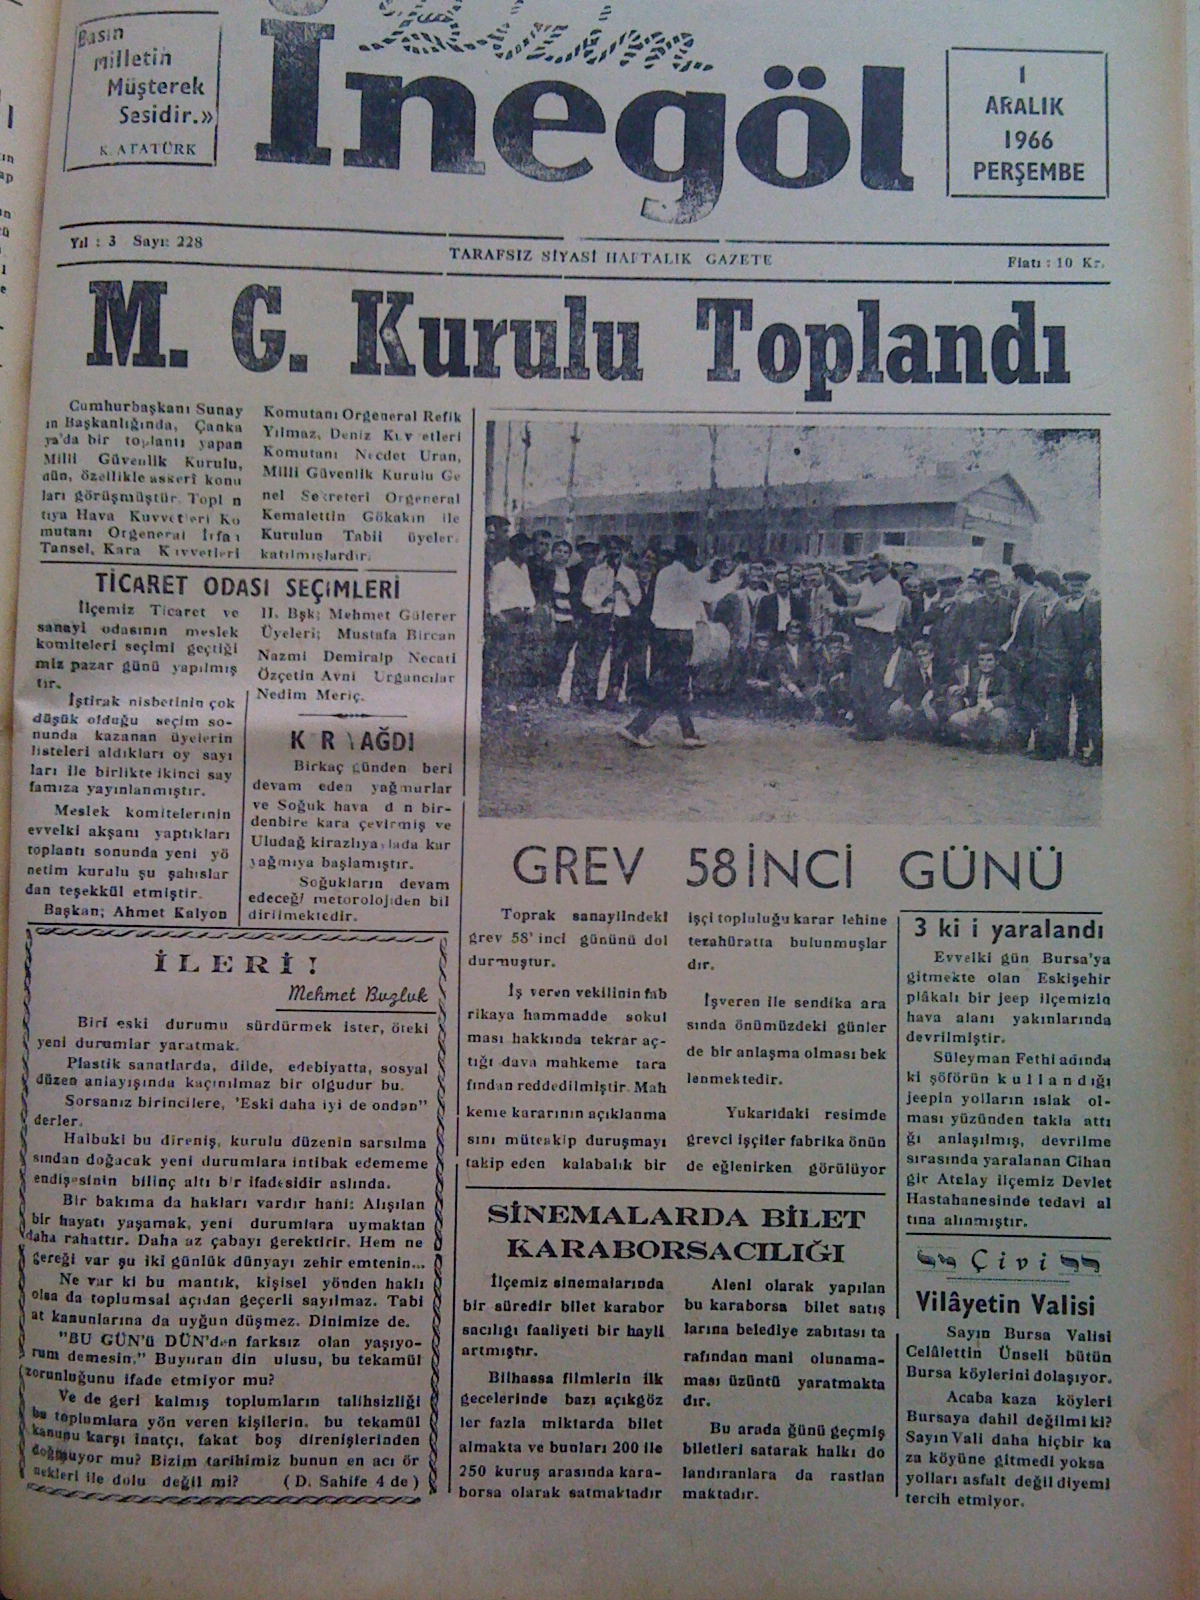 Basın
Milletin
Müşterek
Sesidir.»
K. ATATÜRK
İnegöl
1
ARALIK
1966
PERŞEMBE
Yıl : 3 Sayı: 228
TARAFSIZ SİYASİ HAFTALIK GAZETE
Fiatı : 10 Kr.
M. G. Kurulu Toplandı
Cumhurbaşkanı Sunay
ın Başkanlığında, Çanka
ya'da bir toplantı yapan
Milli Güvenlik Kurulu,
dün, özellikle asserî konu
ları görüşmüştür. Topl n
tıya Hava Kuvvetleri Ko
mutanı Orgeneral İrfan
Tansel, Kara Kuvvetleri
Komutanı Orgeneral Refik
Yılmaz, Deniz Kuv etleri
Komutanı Necdet Uran,
Milli Güvenlik Kurulu Ge
nel Sekreteri Orgeneral
Kemalettin Gökakın ile
Kurulun Tabii üyeler.
katılmışlardır.
TİCARET ODASI SEÇİMLERİ
İlçemiz Ticaret ve
sanayi odasının meslek
komiteleri seçimi geçtiği
miz pazar günü yapılmış
tır.
İştirak nisbetinin çok
düşük olduğu seçim so-
nunda kazanan üyelerin
listeleri aldıkları oy sayı
ları ile birlikte ikinci say
famıza yayınlanmıştır.
Meslek komitelerinin
evvelki akşam yaptıkları
toplantı sonunda yeni yö
netim kurulu şu şahıslar
dan teşekkül etmiştir.
Başkan; Ahmet Kalyon
II. Bşk; Mehmet Gülerer
Üyeleri; Mustafa Bircan
Nazmi Demiralp Necati
Özçetin Avni Urgancılar
Nedim Meriç.
K R YAĞDI
Birkaç günden beri
devam eden yağmurlar
ve Soğuk hava d n bir-
denbire kara çevirmiş ve
Uludağ kirazlıyaylada kar
yağmıya başlamıştır.
Soğukların devam
edeceği metorolojiden bil
dirilmektedir.
GREV 58 İNCİ GÜNÜ
Toprak sanayiindeki
grev 58' inci gününü dol
durmuştur.
İş veren vekilinin fab
rikaya hammadde sokul
ması hakkında tekrar aç-
tığı dava mahkeme tara
fından reddedilmiştir. Mah
keme kararının açıklanma
sını müteakip duruşmayı
takip eden kalabalık bir
işçi topluluğu karar lehine
tezahüratta bulunmuşlar
dır.
İşveren ile sendika ara
sında önümüzdeki günler
de bir anlaşma olması bek
lenmektedir.
Yukarıdaki resimde
grevci işçiler fabrika önün
de eğlenirken görülüyor
3 ki i yaralandı
Evvelki gün Bursa'ya
gitmekte olan Eskişehir
plâkalı bir jeep ilçemizin
hava alanı yakınlarında
devrilmiştir.
Süleyman Fethi adında
ki şöförün kullandığı
jeepin yolların ıslak ol-
ması yüzünden takla attı
ğı anlaşılmış, devrilme
sırasında yaralanan Cihan
gir Atalay ilçemiz Devlet
Hastahanesinde tedavi al
tına alınmıştır.
İLERİ!
Mehmet Buzluk
Biri eski durumu sürdürmek ister, öteki
yeni durumlar yaratmak.
Plastik sanatlarda, dilde, edebiyatta, sosyal
düzen anlayışında kaçınılmaz bir olgudur bu.
Sorsanız birincilere, 'Eski daha iyi de ondan"
derler.
Halbuki bu direniş, kurulu düzenin sarsılma
sından doğacak yeni durumlara intibak edememe
endişesinin bilinç altı bir ifadesidir aslında.
Bir bakıma da hakları vardır hani: Alışılan
bir hayatı yaşamak, yeni durumlara uymaktan
daha rahattır. Daha az çabayı gerektirir. Hem ne
gereği var şu iki günlük dünyayı zehir emtenin...
Ne var ki bu mantık, kişisel yönden haklı
olsa da toplumsal açıdan geçerli sayılmaz. Tabi
at kanunlarına da uygun düşmez. Dinimize de.
"BU GÜN'ü DÜN'den farksız olan yaşıyo-
rum demesin." Buyuran din ulusu, bu tekamül
zorunluğunu ifade etmiyor mu?
Ve de geri kalmış toplumların talihsizliği
bu toplumlara yön veren kişilerin, bu tekamül
kanunu karşı inatçı, fakat boş direnişlerinden
doğmuyor mu? Bizim tarihimiz bunun en acı ör
nekleri ile dolu değil mi? ( D. Sahife 4 de )
SİNEMALARDA BİLET
KARABORSACILIĞI
İlçemiz sinemalarında
bir süredir bilet karabor
sacılığı faaliyeti bir hayli
artmıştır.
Bilhassa filmlerin ilk
gecelerinde bazı açıkgöz
ler fazla miktarda bilet
almakta ve bunları 200 ile
250 kuruş arasında kara-
borsa olarak satmaktadır
Aleni olarak yapılan
bu karaborsa bilet satış
larına belediye zabıtası ta
rafından mani olunama-
ması üzüntü yaratmakta
dır.
Bu arada günü geçmiş
biletleri satarak halkı do
landıranlara da rastlan
maktadır.
Çivi
Vilâyetin Valisi
Sayın Bursa Valisi
Celâlettin Ünseli bütün
Bursa köylerini dolaşıyor.
Acaba kaza köyleri
Bursaya dahil değilmi ki?
Sayın Vali daha hiçbir ka
za köyüne gitmedi yoksa
yolları asfalt değil diyemi
tercih etmiyor.